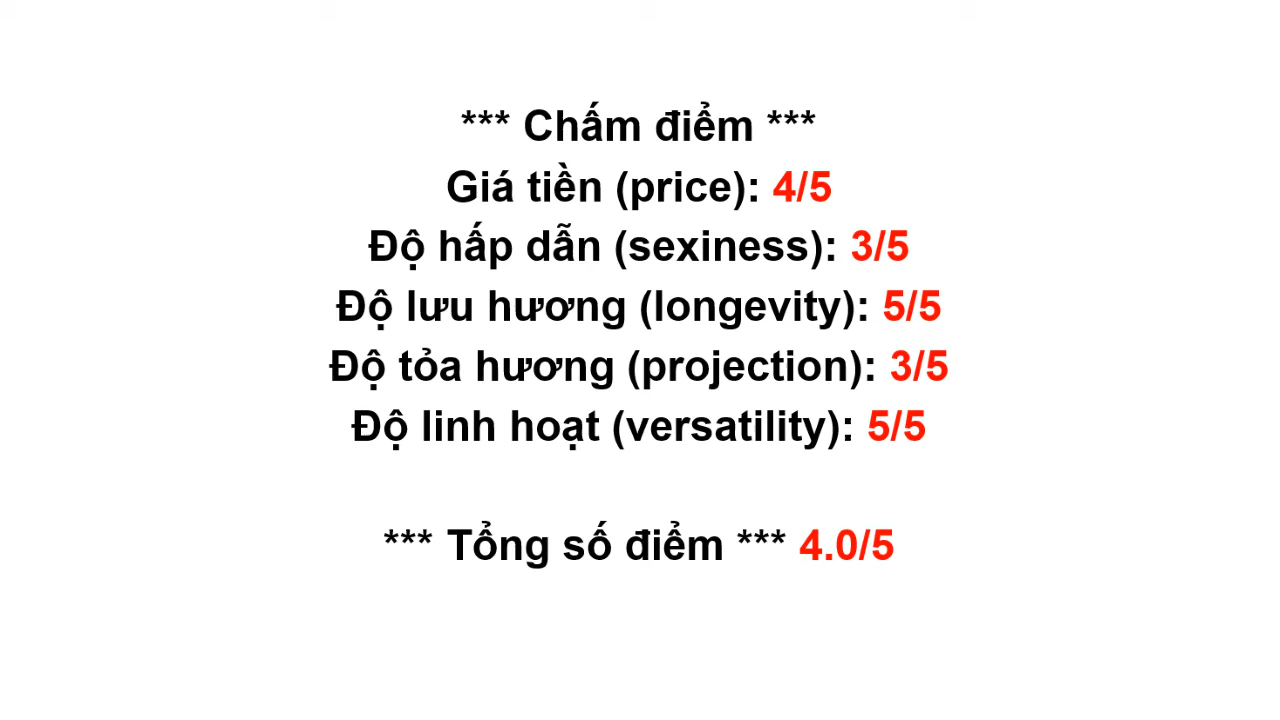 *** Chấm điểm ***
Giá tiền (price): 4/5
Độ hấp dẫn (sexiness): 3/5
Độ lưu hương (longevity): 5/5
Độ tỏa hương (projection): 3/5
Độ linh hoạt (versatility): 5/5
*** Tổng số điểm *** 4.0/5